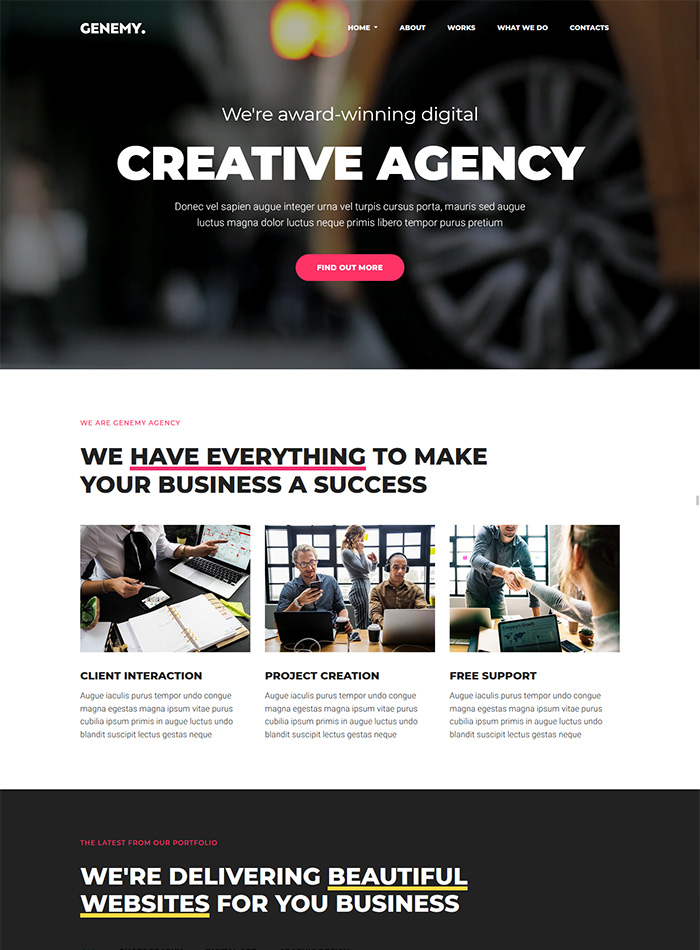 GENEMY.
HOME ABOUT WORKS WHAT WE DO CONTACTS
We're award-winning digital
CREATIVE AGENCY
Donec vel sapien augue integer urna vel turpis cursus porta, mauris sed augue
luctus magna dolor luctus neque primis libero tempor purus pretium
FIND OUT MORE
WE ARE GENEMY AGENCY
WE HAVE EVERYTHING TO MAKE
YOUR BUSINESS A SUCCESS
CLIENT INTERACTION
Augue iaculis purus tempor undo congue
magna egestas magna ipsum vitae purus
cubilia ipsum primis in augue luctus undo
blandit suscipit lectus gestas neque
PROJECT CREATION
Augue iaculis purus tempor undo congue
magna egestas magna ipsum vitae purus
cubilia ipsum primis in augue luctus undo
blandit suscipit lectus gestas neque
FREE SUPPORT
Augue iaculis purus tempor undo congue
magna egestas magna ipsum vitae purus
cubilia ipsum primis in augue luctus undo
blandit suscipit lectus gestas neque
THE LATEST FROM OUR PORTFOLIO
WE'RE DELIVERING BEAUTIFUL
WEBSITES FOR YOU BUSINESS